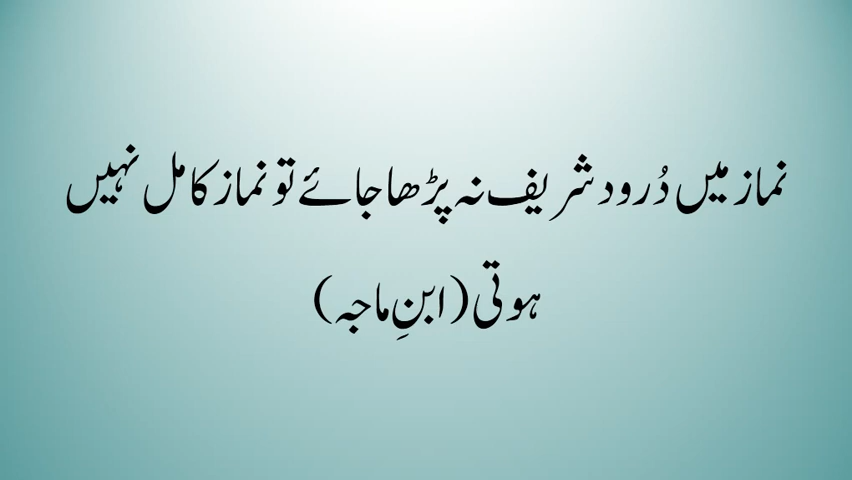 نماز میں دُرود شریف نہ پڑھا جائے تو نماز کامل نہیں
ہوتی (ابنِ ماجہ)